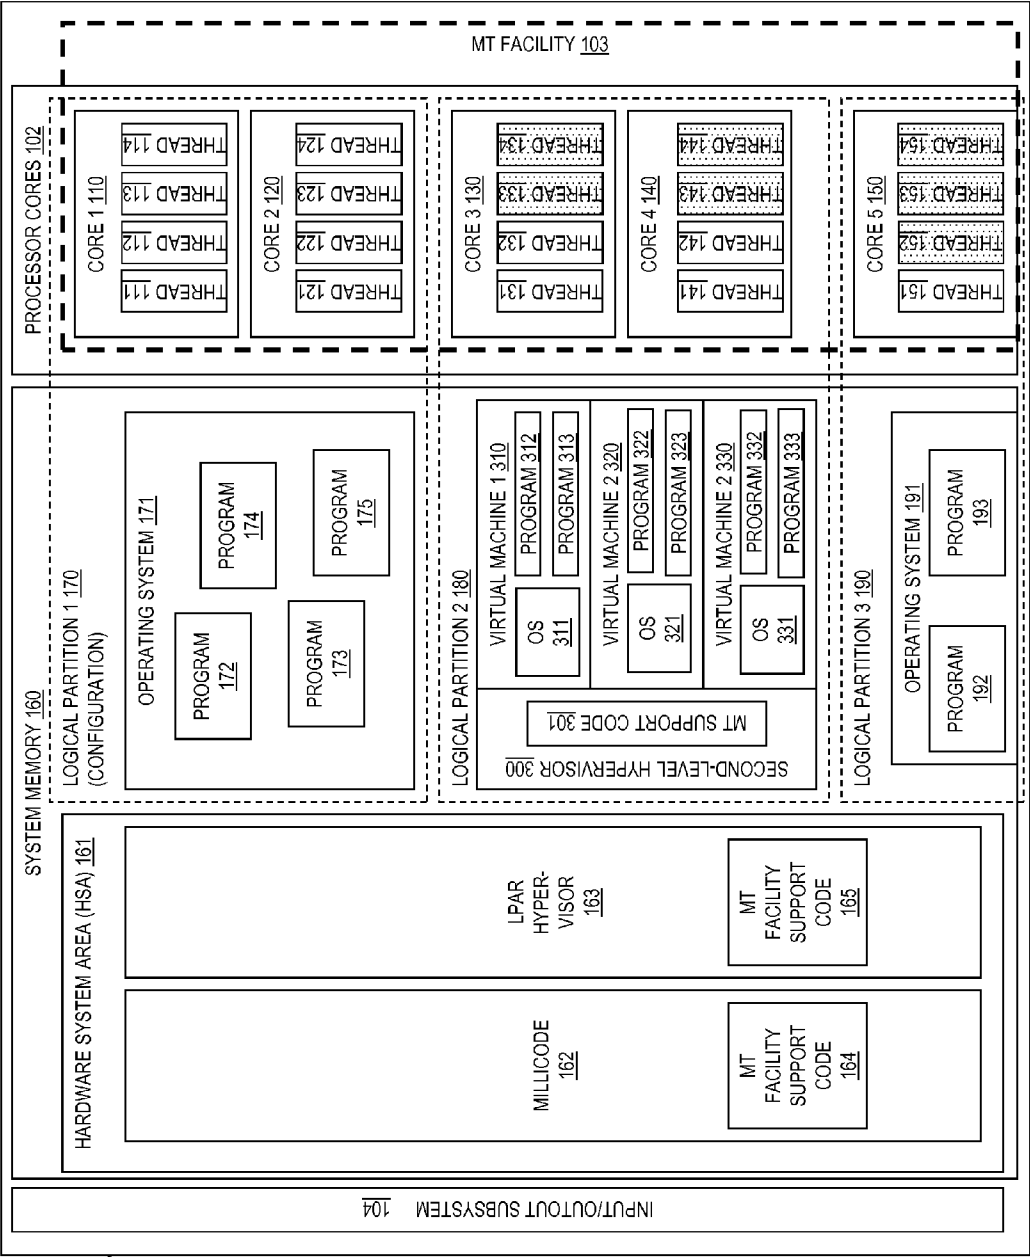 MT FACILITY 103
PROCESSOR CORES 102
CORE 1 110
THREAD 111
THREAD 112
THREAD 113
THREAD 114
CORE 2 120
THREAD 121
THREAD 122
THREAD 123
THREAD 124
CORE 3 130
THREAD 131
THREAD 132
THREAD 133
THREAD 134
CORE 4 140
THREAD 141
THREAD 142
THREAD 143
THREAD 144
CORE 5 150
THREAD 151
THREAD 152
THREAD 153
THREAD 154
SYSTEM MEMORY 160
LOGICAL PARTITION 1 170
(CONFIGURATION)
OPERATING SYSTEM 171
PROGRAM
172
PROGRAM
173
PROGRAM
174
PROGRAM
175
LOGICAL PARTITION 2 180
VIRTUAL MACHINE 1 310
OS
311
PROGRAM 312
PROGRAM 313
VIRTUAL MACHINE 2 320
OS
321
PROGRAM 322
PROGRAM 323
VIRTUAL MACHINE 2 330
OS
331
PROGRAM 332
PROGRAM 333
SECOND-LEVEL HYPERVISOR 300
MT SUPPORT CODE 301
LOGICAL PARTITION 3 190
OPERATING SYSTEM 191
PROGRAM
192
PROGRAM
193
HARDWARE SYSTEM AREA (HSA) 161
LPAR
HYPER-
VISOR
163
MT
FACILITY
SUPPORT
CODE
165
MILLICODE
162
MT
FACILITY
SUPPORT
CODE
164
INPUT/OUTOUT SUBSYSTEM 104